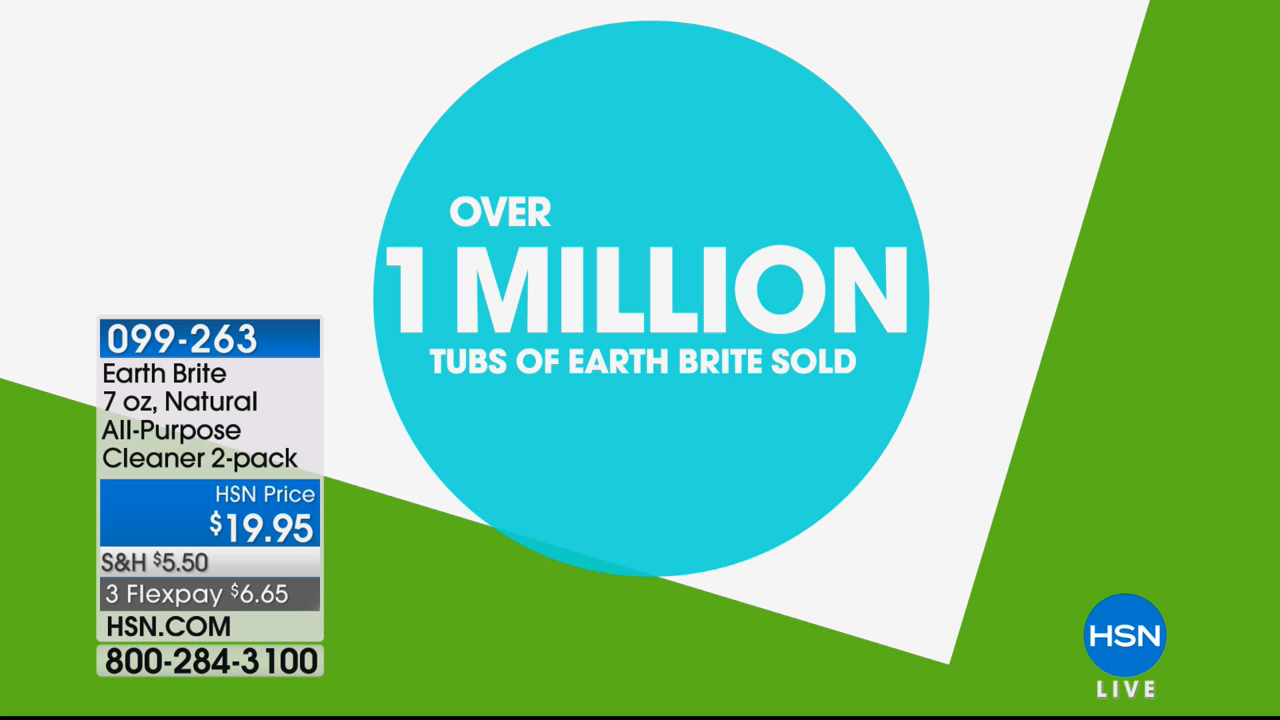 OVER
1 MILLION
TUBS OF EARTH BRITE SOLD
099-263
Earth Brite
7 oz, Natural
All-Purpose
Cleaner 2-pack
HSN Price
$19.95
S&H $5.50
3 Flexpay $6.65
HSN.COM
800-284-3100
HSN
LIVE